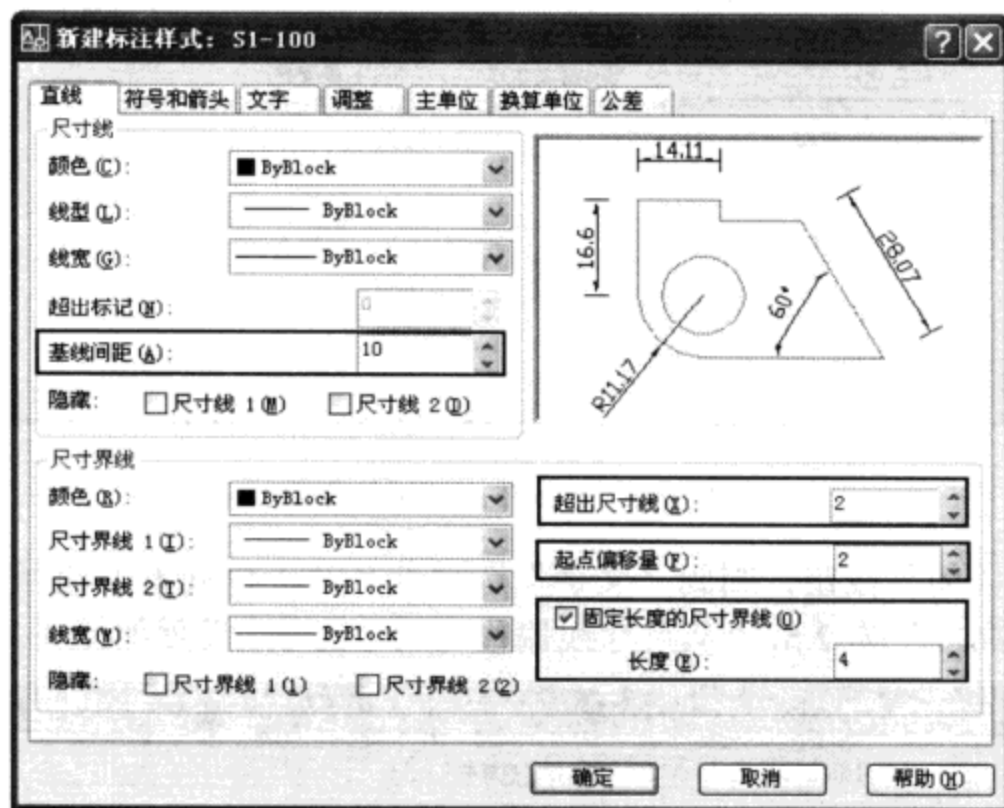 新建标注样式: S1-100
直线 符号和箭头 文字 调整 主单位 换算单位 公差
尺寸线
颜色(C): ByBlock
线型(L): ByBlock
线宽(G): ByBlock
超出标记(N): 0
基线间距(A): 10
隐藏: 尺寸线 1(M) 尺寸线 2(D)
14.11
16.6
28.07
60°
R11.17
尺寸界线
颜色(R): ByBlock
尺寸界线 1(I): ByBlock
尺寸界线 2(T): ByBlock
线宽(W): ByBlock
隐藏: 尺寸界线 1(1) 尺寸界线 2(2)
超出尺寸线(X): 2
起点偏移量(F): 2
固定长度的尺寸界线(O)
长度(E): 4
确定 取消 帮助(H)